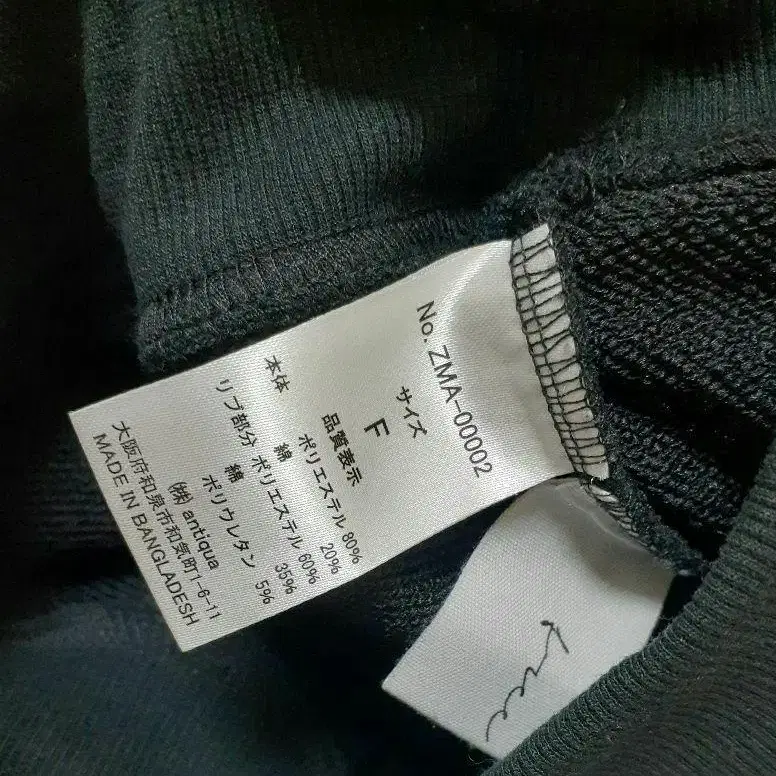 No. ZMA-00002
サイズ
F
品質表示
本体 ポリエステル 80%
綿 20%
リブ部分 ポリエステル 60%
綿 35%
ポリウレタン 5%
(株) antiqua
大阪府和泉市和気町1-6-11
MADE IN BANGLADESH